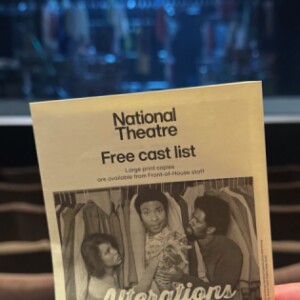 National
Theatre
Free cast list
Large print copies
are available from Front-of-House staff
Alterations